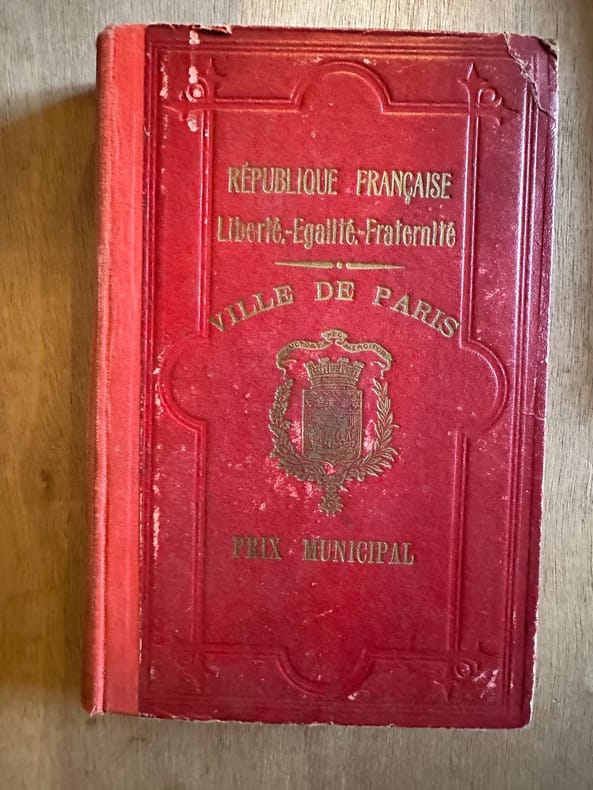 RÉPUBLIQUE FRANÇAISE
Liberté.-Egalité.-Fraternité
VILLE DE PARIS
PRIX MUNICIPAL